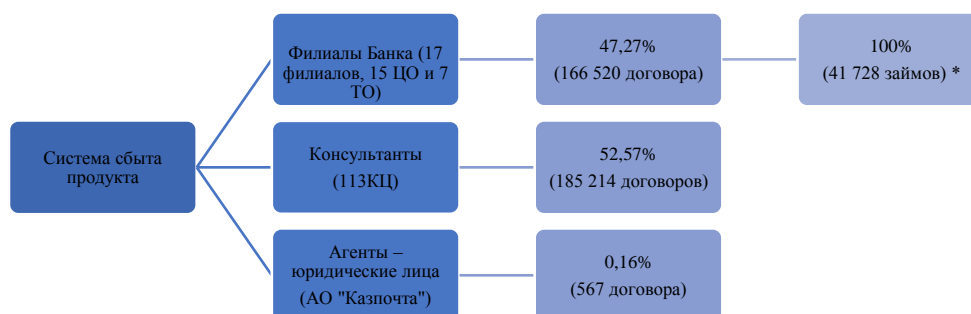 Филиалы Банка (17
филиалов, 15 ЦО и 7
ТО)
47,27%
(166 520 договора)
100%
(41 728 займов) *
Система сбыта
продукта
Консультанты
(113КЦ)
52,57%
(185 214 договоров)
Агенты –
юридические лица
(АО "Казпочта")
0,16%
(567 договора)